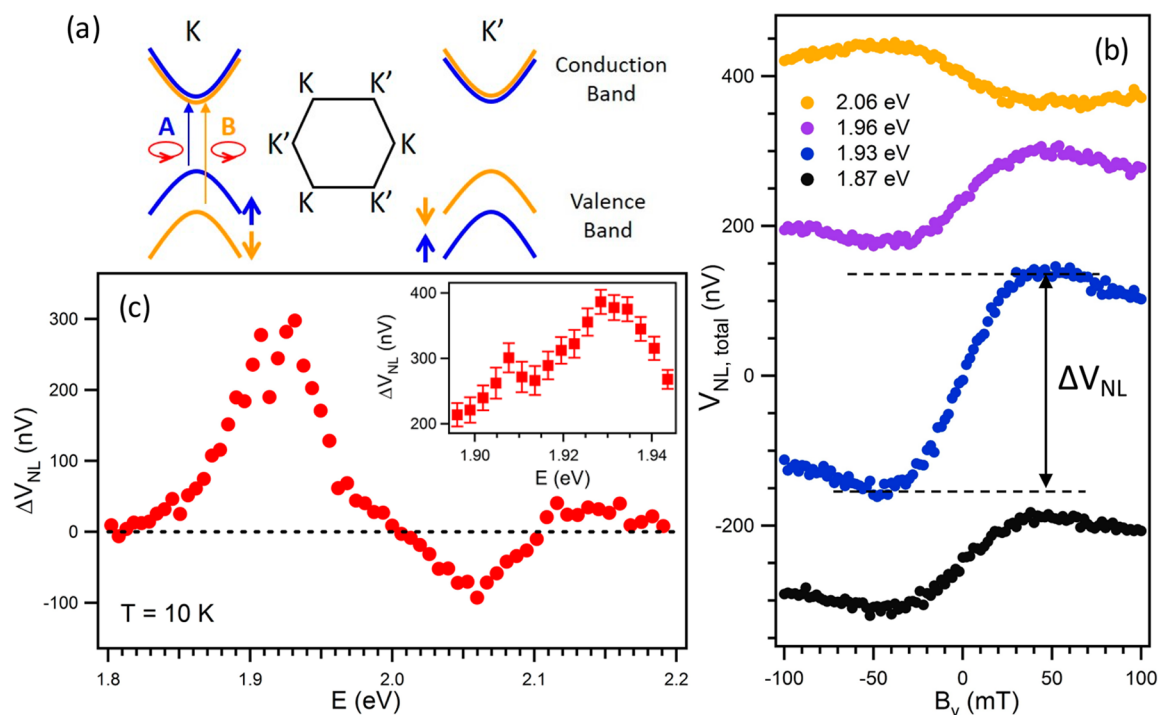 (a)
K
K'
Conduction
Band
A
B
K
K'
K'
K
K
K'
Valence
Band
(b)
2.06 eV
1.96 eV
1.93 eV
1.87 eV
ΔV_NL
400
200
0
-200
V_NL, total (nV)
-100
-50
0
50
100
B_y (mT)
(c)
300
200
100
0
-100
ΔV_NL (nV)
T = 10 K
1.8
1.9
2.0
2.1
2.2
E (eV)
400
300
200
ΔV_NL (nV)
1.90
1.92
1.94
E (eV)